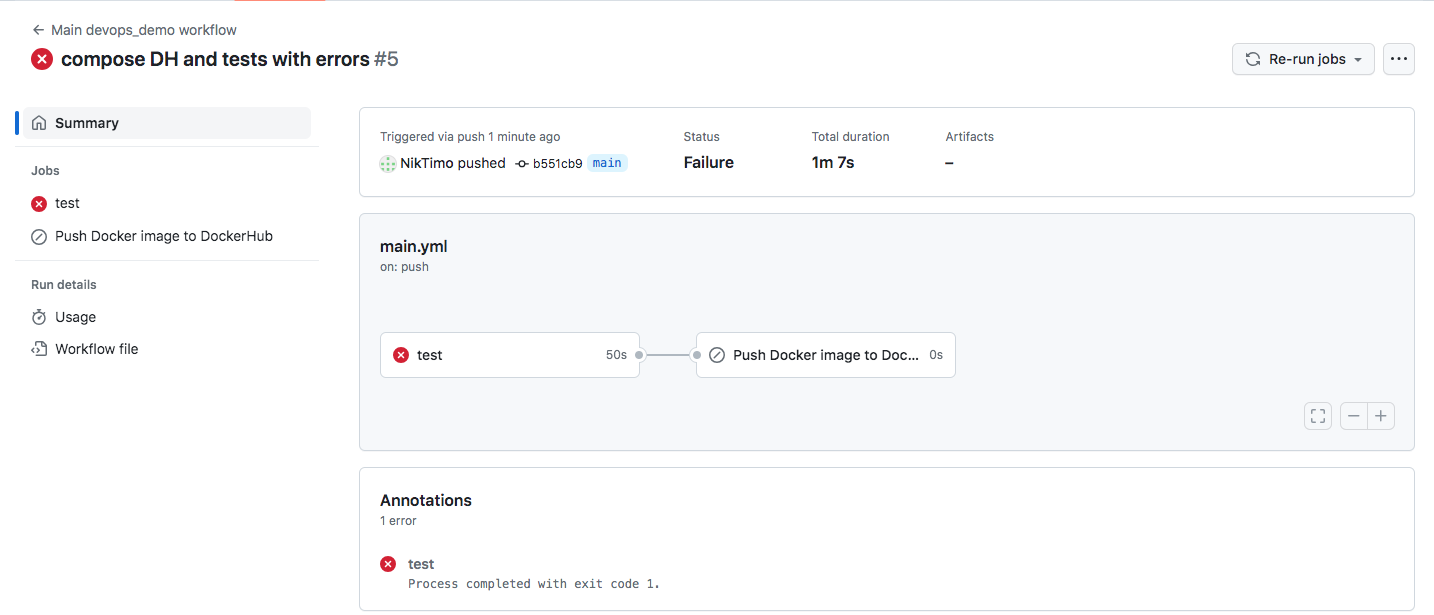 ← Main devops_demo workflow
compose DH and tests with errors #5
Re-run jobs
Summary
Jobs
test
Push Docker image to DockerHub
Run details
Usage
Workflow file
Triggered via push 1 minute ago
NikTimo pushed b551cb9 main
Status
Failure
Total duration
1m 7s
Artifacts
–
main.yml
on: push
test 50s
Push Docker image to Doc... 0s
Annotations
1 error
test
Process completed with exit code 1.